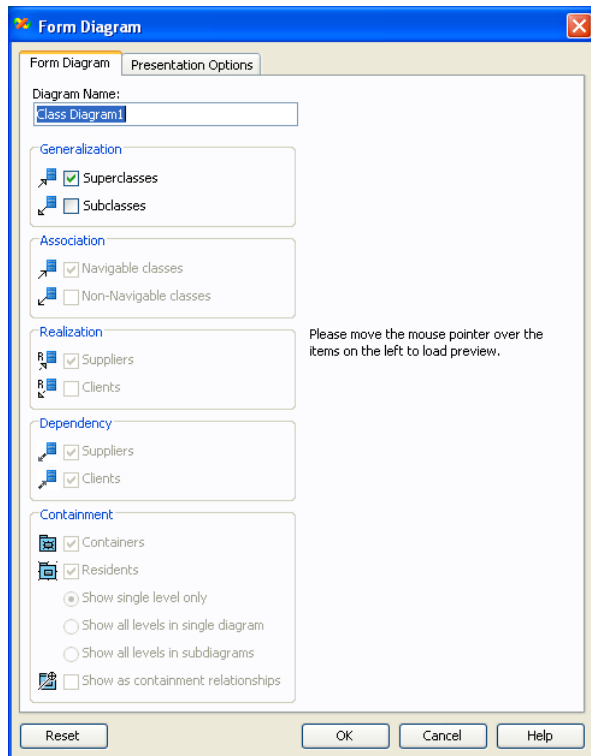 Form Diagram
Form Diagram
Presentation Options
Diagram Name:
Class Diagram1
Generalization
Superclasses
Subclasses
Association
Navigable classes
Non-Navigable classes
Realization
R
Suppliers
R
Clients
Please move the mouse pointer over the
items on the left to load preview.
Dependency
Suppliers
Clients
Containment
Containers
Residents
Show single level only
Show all levels in single diagram
Show all levels in subdiagrams
Show as containment relationships
Reset
OK
Cancel
Help